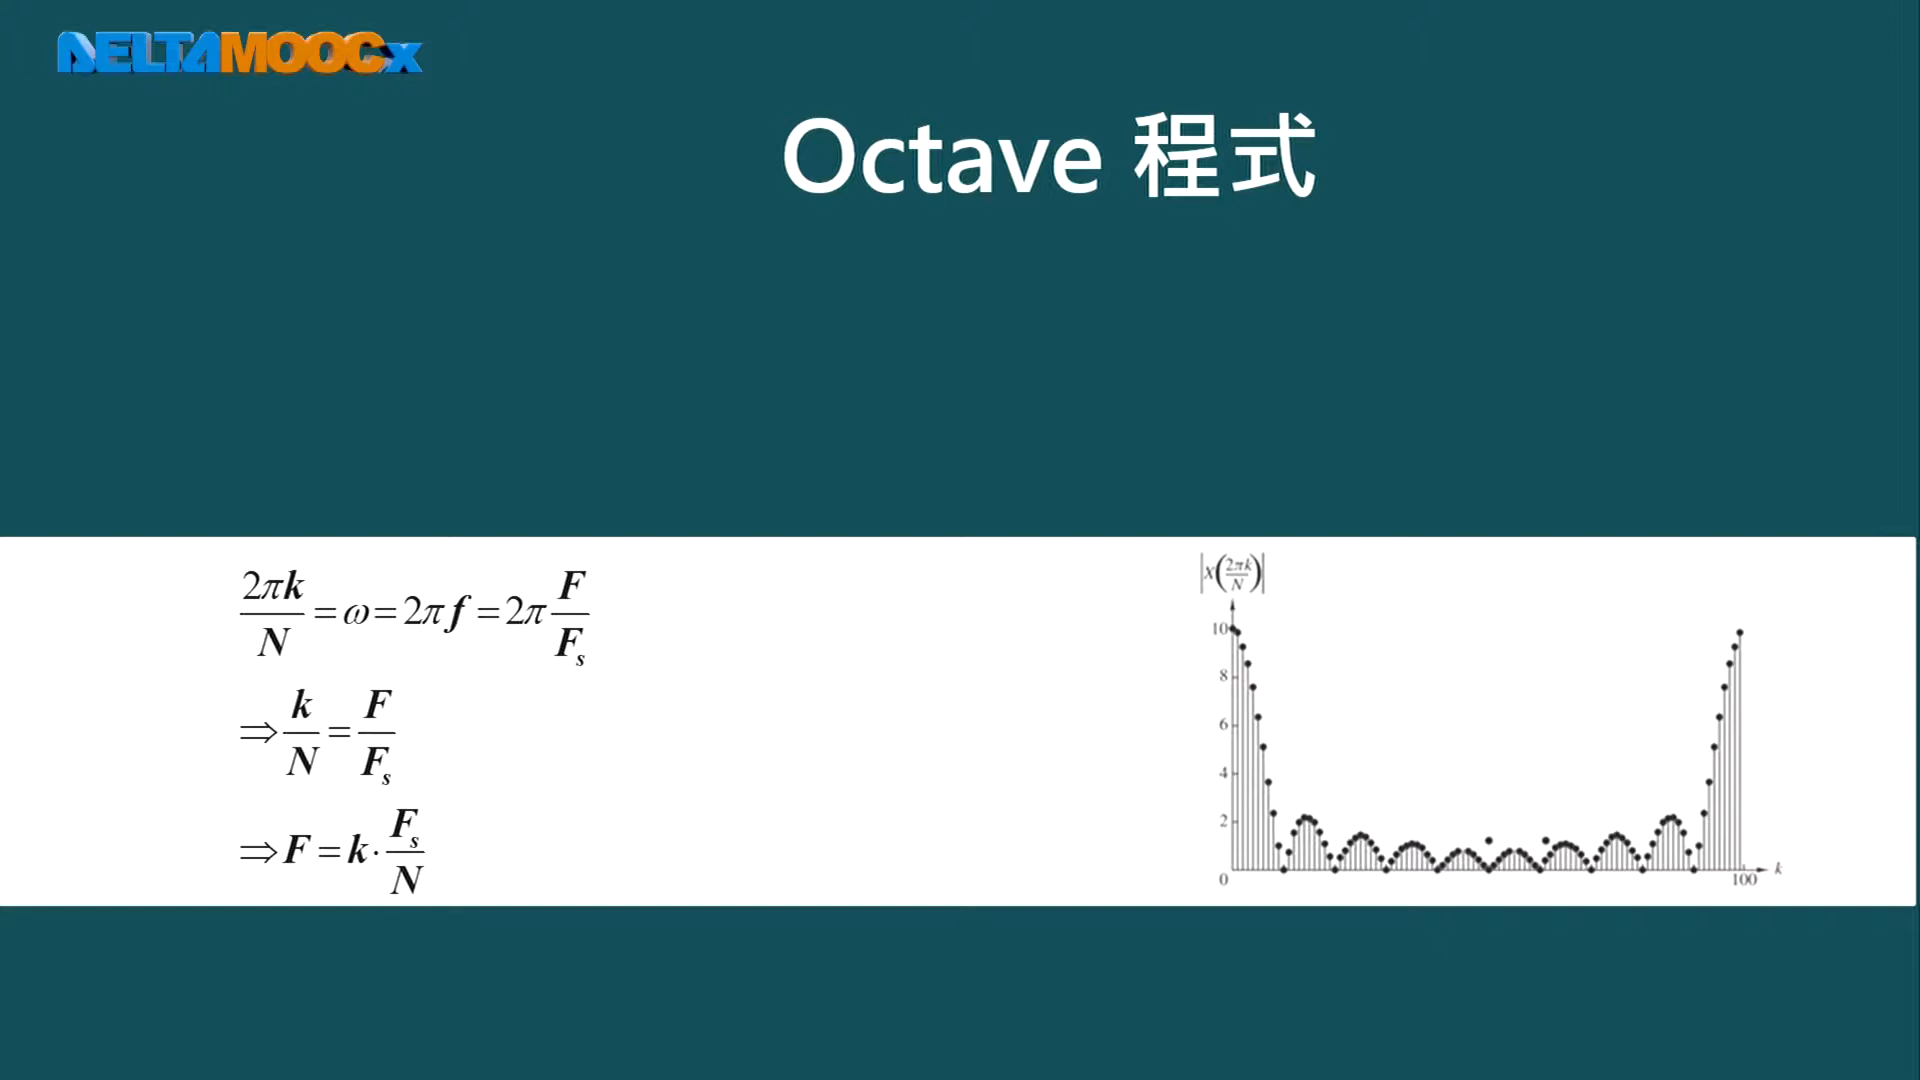 DELTAMOOCx
Octave 程式
2πk/N = ω = 2πf = 2π F/Fs
⇒ k/N = F/Fs
⇒ F = k · Fs/N
|X(2πk/N)|
10
8
6
4
2
0
100
k